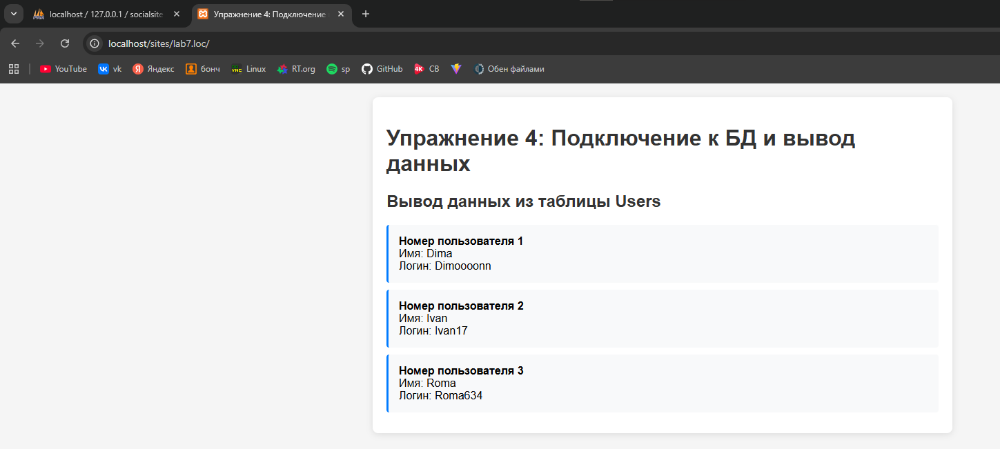 localhost / 127.0.0.1 / socialsite
Упражнение 4: Подключение
localhost/sites/lab7.loc/
YouTube
vk
Яндекс
бонч
Linux
RT.org
sp
GitHub
4K СВ
Обен файлами
Упражнение 4: Подключение к БД и вывод
данных
Вывод данных из таблицы Users
Номер пользователя 1
Имя: Dima
Логин: Dimoooonn
Номер пользователя 2
Имя: Ivan
Логин: Ivan17
Номер пользователя 3
Имя: Roma
Логин: Roma634